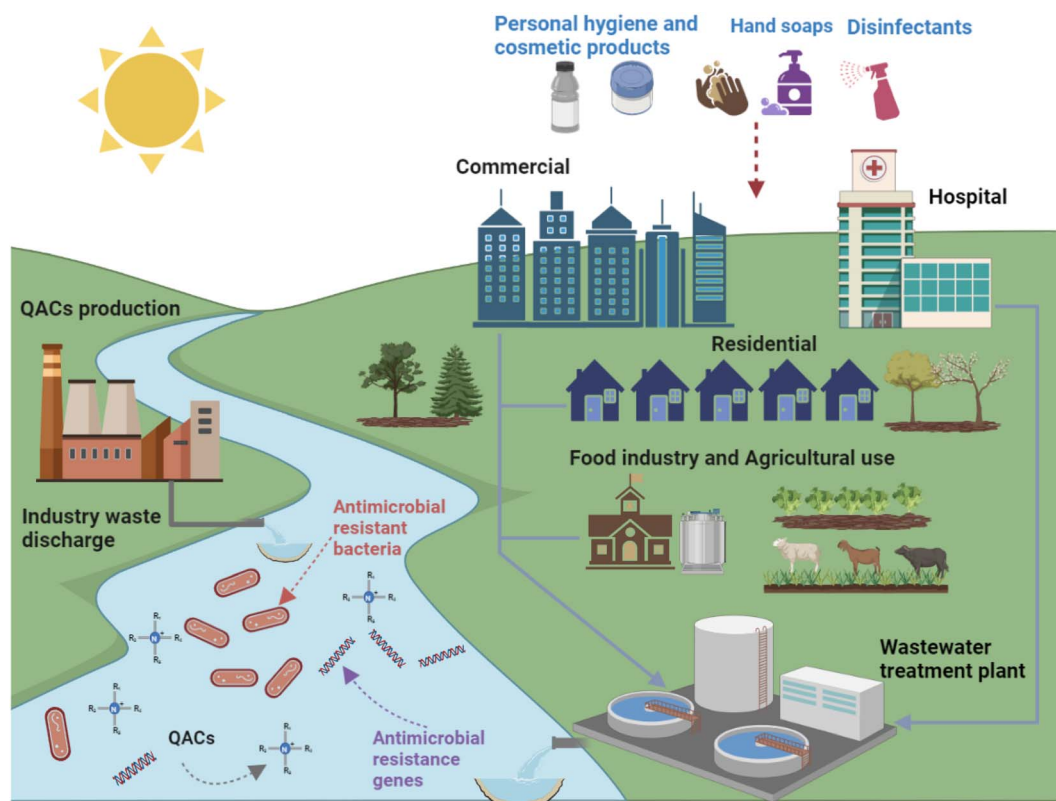 Personal hygiene and
cosmetic products
Hand soaps
Disinfectants
Commercial
Hospital
QACs production
Residential
Food industry and Agricultural use
Industry waste
discharge
Antimicrobial
resistant
bacteria
Wastewater
treatment plant
QACs
Antimicrobial
resistance
genes